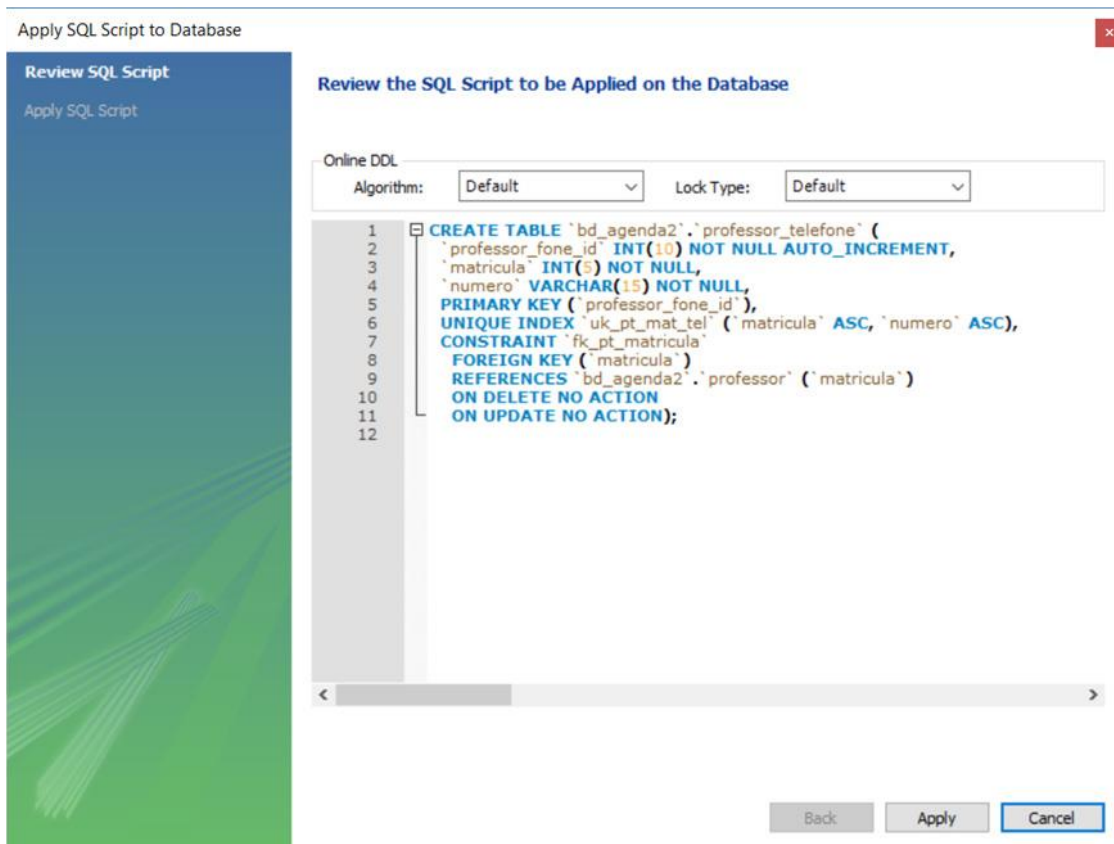 Apply SQL Script to Database
Review SQL Script
Apply SQL Script
Review the SQL Script to be Applied on the Database
Online DDL
Algorithm: Default Lock Type: Default
1 CREATE TABLE `bd_agenda2`.`professor_telefone` (
2 `professor_fone_id` INT(10) NOT NULL AUTO_INCREMENT,
3 `matricula` INT(5) NOT NULL,
4 `numero` VARCHAR(15) NOT NULL,
5 PRIMARY KEY (`professor_fone_id`),
6 UNIQUE INDEX `uk_pt_mat_tel` (`matricula` ASC, `numero` ASC),
7 CONSTRAINT `fk_pt_matricula`
8 FOREIGN KEY (`matricula`)
9 REFERENCES `bd_agenda2`.`professor` (`matricula`)
10 ON DELETE NO ACTION
11 ON UPDATE NO ACTION);
12
Back Apply Cancel